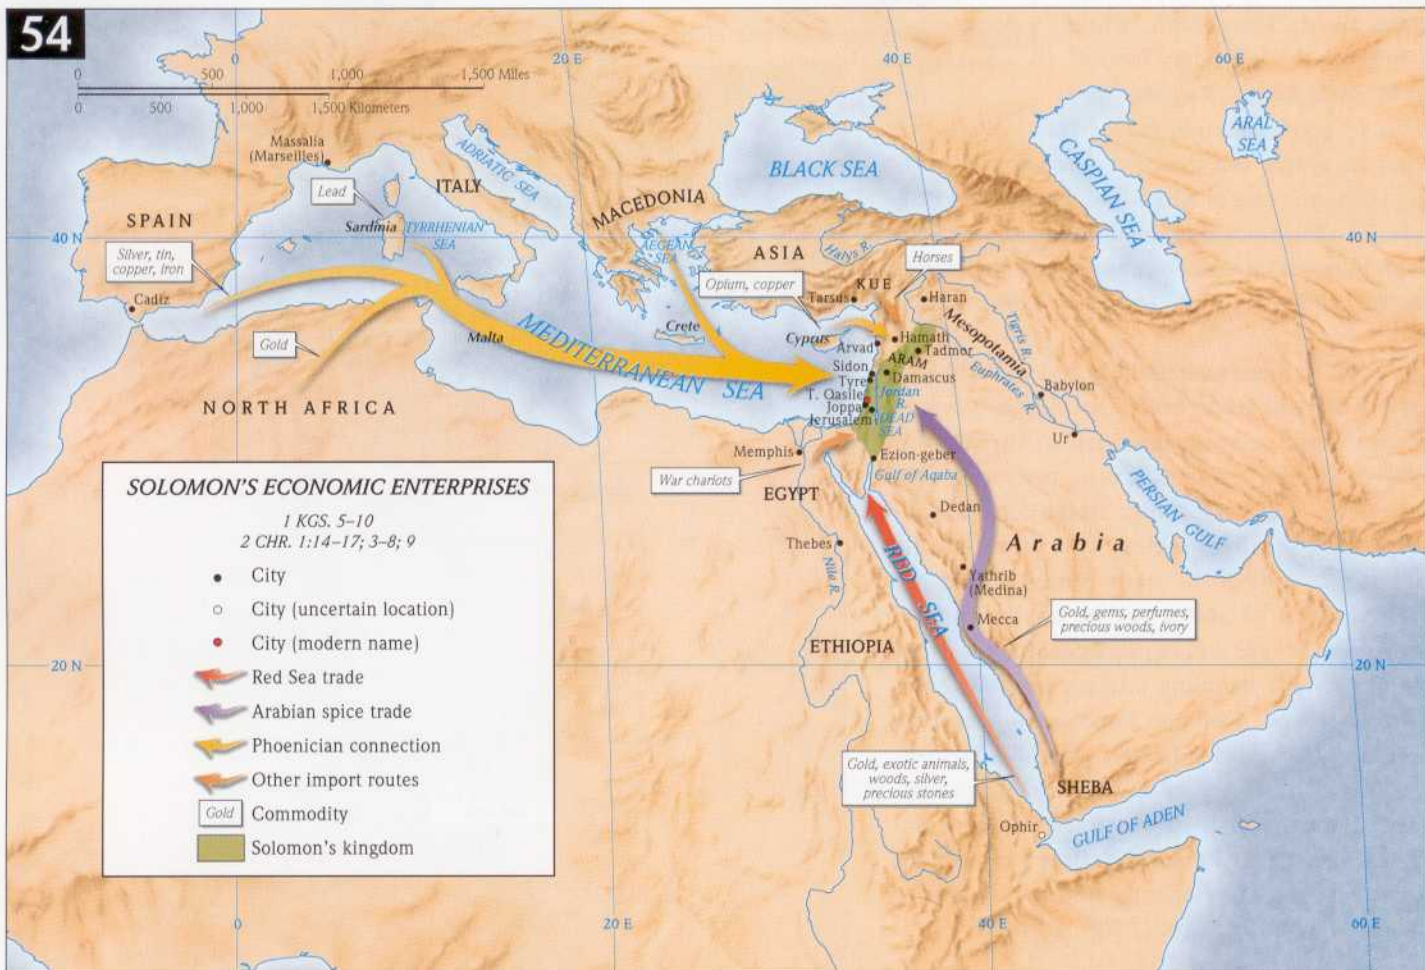 54
0
20 E
40 E
60 E
0 500 1,000 1,500 Miles
0 500 1,000 1,500 Kilometers
Massalia
(Marseilles)
ADRIATIC SEA
ITALY
BLACK SEA
CASPIAN SEA
ARAL
SEA
Lead
SPAIN
Sardinia
TYRRHENIAN
SEA
MACEDONIA
AEGEAN
SEA
40 N
40 N
Silver, tin,
copper, iron
ASIA
Halys R.
Horses
Opium, copper
KUE
Cadiz
Tarsus
Haran
Tigris R.
Mesopotamia
Gold
Malta
MEDITERRANEAN SEA
Crete
Cyprus
Hamath
Arvad
Tadmor
ARAM
Sidon
Damascus
Euphrates R.
Babylon
Tyre
T. Qasile
Jordan
R.
Joppa
DEAD
SEA
Jerusalem
NORTH AFRICA
Ur
Memphis
Ezion-geber
Gulf of Aqaba
War chariots
EGYPT
PERSIAN GULF
Dedan
Thebes
Nile R.
Arabia
RED SEA
Yathrib
(Medina)
Mecca
Gold, gems, perfumes,
precious woods, ivory
ETHIOPIA
20 N
20 N
Gold, exotic animals,
woods, silver,
precious stones
SHEBA
Ophir
GULF OF ADEN
SOLOMON'S ECONOMIC ENTERPRISES
1 KGS. 5–10
2 CHR. 1:14–17; 3–8; 9
City
City (uncertain location)
City (modern name)
Red Sea trade
Arabian spice trade
Phoenician connection
Other import routes
Gold Commodity
Solomon's kingdom
0
20 E
40 E
60 E